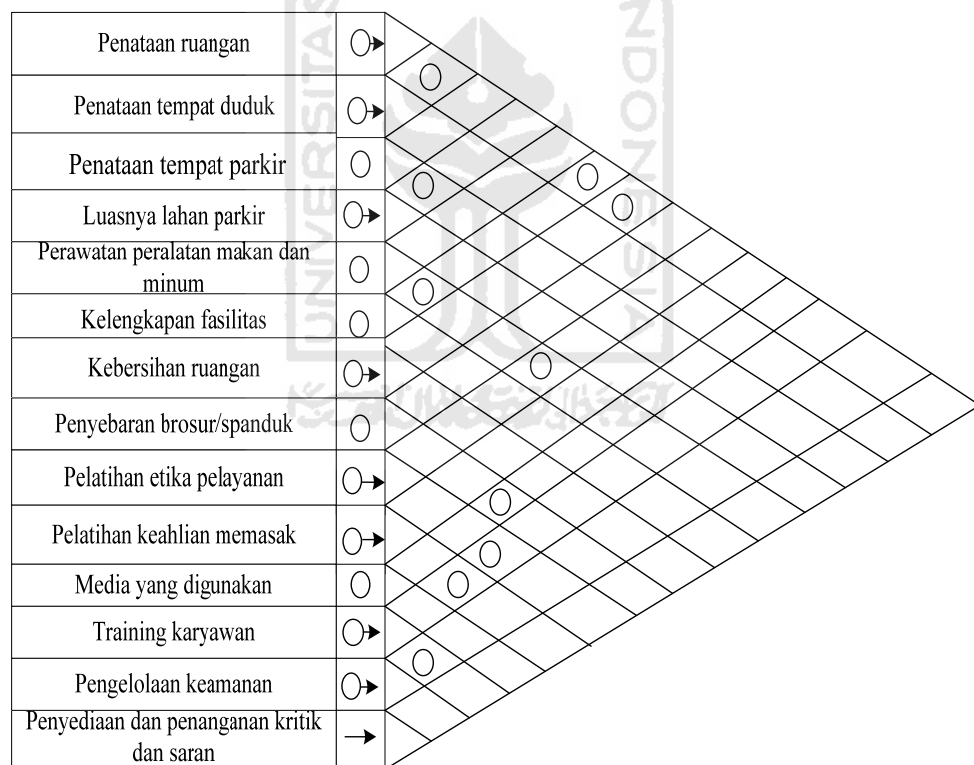 Penataan ruangan
Penataan tempat duduk
Penataan tempat parkir
Luasnya lahan parkir
Perawatan peralatan makan dan
minum
Kelengkapan fasilitas
Kebersihan ruangan
Penyebaran brosur/spanduk
Pelatihan etika pelayanan
Pelatihan keahlian memasak
Media yang digunakan
Training karyawan
Pengelolaan keamanan
Penyediaan dan penanganan kritik
dan saran
UNIVERSITAS
INDONESIA